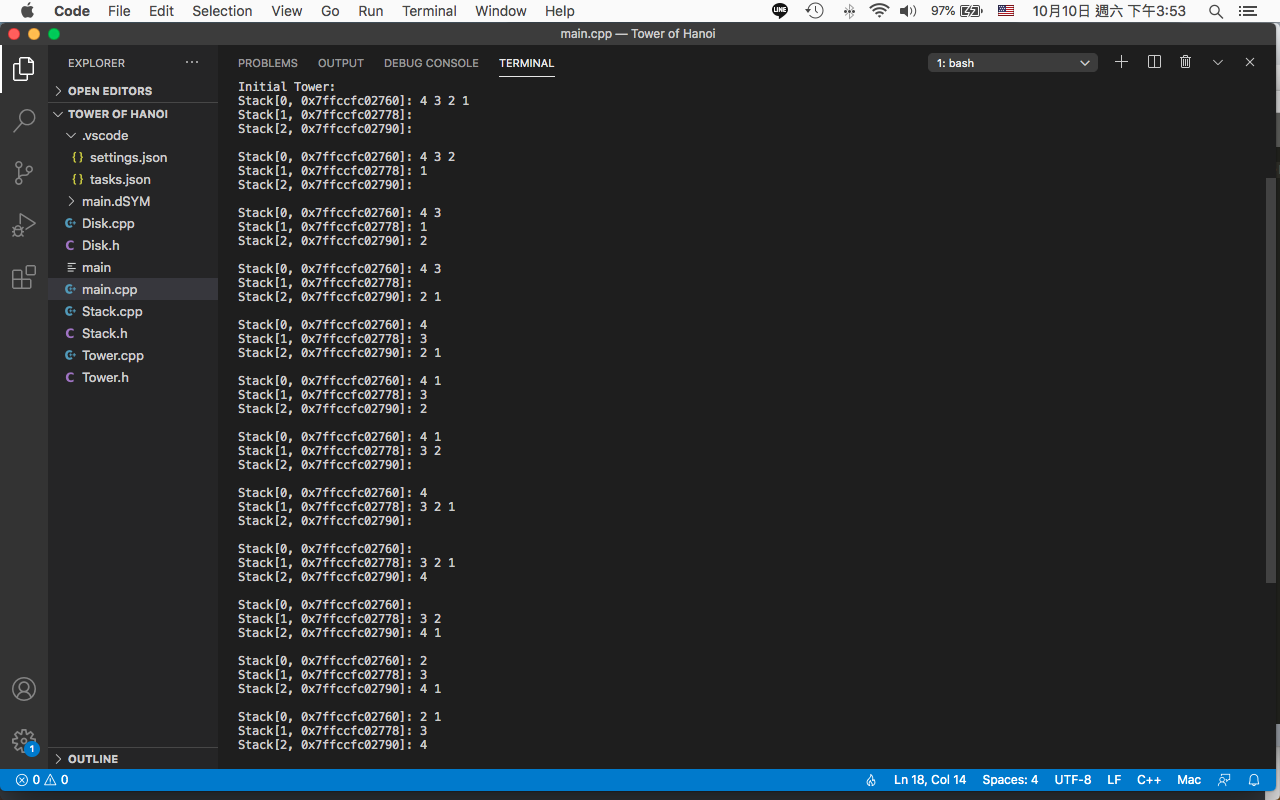 Code File Edit Selection View Go Run Terminal Window Help LINE 97% 10月10日 週六 下午3:53
main.cpp — Tower of Hanoi
EXPLORER ···
OPEN EDITORS
TOWER OF HANOI
.vscode
{} settings.json
{} tasks.json
main.dSYM
Disk.cpp
C Disk.h
main
main.cpp
Stack.cpp
C Stack.h
Tower.cpp
C Tower.h
OUTLINE
1
PROBLEMS OUTPUT DEBUG CONSOLE TERMINAL 1: bash
Initial Tower:
Stack[0, 0x7ffccfc02760]: 4 3 2 1
Stack[1, 0x7ffccfc02778]:
Stack[2, 0x7ffccfc02790]:
Stack[0, 0x7ffccfc02760]: 4 3 2
Stack[1, 0x7ffccfc02778]: 1
Stack[2, 0x7ffccfc02790]:
Stack[0, 0x7ffccfc02760]: 4 3
Stack[1, 0x7ffccfc02778]: 1
Stack[2, 0x7ffccfc02790]: 2
Stack[0, 0x7ffccfc02760]: 4 3
Stack[1, 0x7ffccfc02778]:
Stack[2, 0x7ffccfc02790]: 2 1
Stack[0, 0x7ffccfc02760]: 4
Stack[1, 0x7ffccfc02778]: 3
Stack[2, 0x7ffccfc02790]: 2 1
Stack[0, 0x7ffccfc02760]: 4 1
Stack[1, 0x7ffccfc02778]: 3
Stack[2, 0x7ffccfc02790]: 2
Stack[0, 0x7ffccfc02760]: 4 1
Stack[1, 0x7ffccfc02778]: 3 2
Stack[2, 0x7ffccfc02790]:
Stack[0, 0x7ffccfc02760]: 4
Stack[1, 0x7ffccfc02778]: 3 2 1
Stack[2, 0x7ffccfc02790]:
Stack[0, 0x7ffccfc02760]:
Stack[1, 0x7ffccfc02778]: 3 2 1
Stack[2, 0x7ffccfc02790]: 4
Stack[0, 0x7ffccfc02760]:
Stack[1, 0x7ffccfc02778]: 3 2
Stack[2, 0x7ffccfc02790]: 4 1
Stack[0, 0x7ffccfc02760]: 2
Stack[1, 0x7ffccfc02778]: 3
Stack[2, 0x7ffccfc02790]: 4 1
Stack[0, 0x7ffccfc02760]: 2 1
Stack[1, 0x7ffccfc02778]: 3
Stack[2, 0x7ffccfc02790]: 4
0 0 Ln 18, Col 14 Spaces: 4 UTF-8 LF C++ Mac